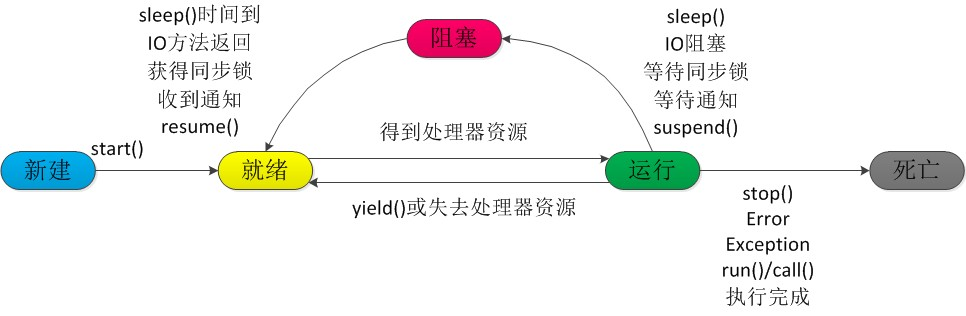 sleep()时间到
IO方法返回
获得同步锁
收到通知
resume()
阻塞
sleep()
IO阻塞
等待同步锁
等待通知
suspend()
新建
start()
就绪
得到处理器资源
yield()或失去处理器资源
运行
死亡
stop()
Error
Exception
run()/call()
执行完成